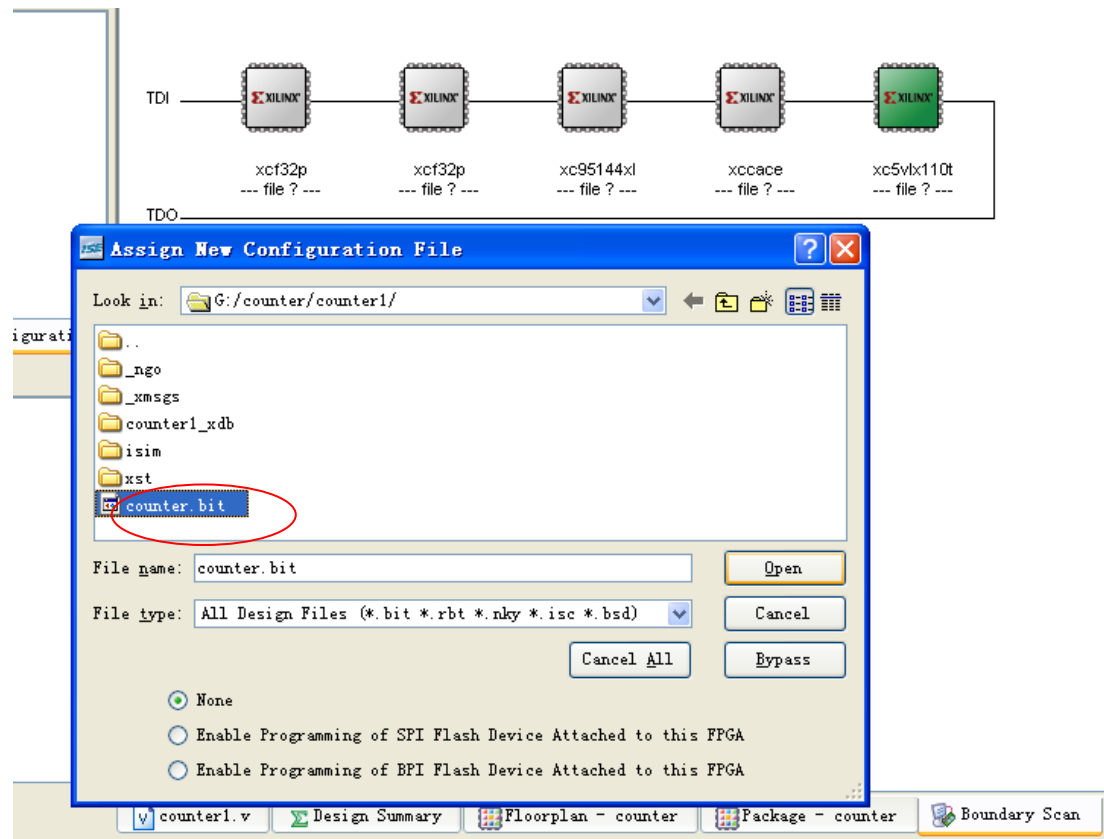 TDI
XILINX XILINX XILINX XILINX XILINX
xcf32p xcf32p xc95144xl xccace xc5vlx110t
--- file ? --- --- file ? --- --- file ? --- --- file ? --- --- file ? ---
TDO
ISE Assign New Configuration File
Look in: G:/counter/counter1/
igurati
..
_ngo
_xmsgs
counter1_xdb
isim
xst
counter.bit
File name: counter.bit Open
File type: All Design Files (*.bit *.rbt *.nky *.isc *.bsd) Cancel
Cancel All Bypass
None
Enable Programming of SPI Flash Device Attached to this FPGA
Enable Programming of BPI Flash Device Attached to this FPGA
counter1.v Design Summary Floorplan - counter Package - counter Boundary Scan